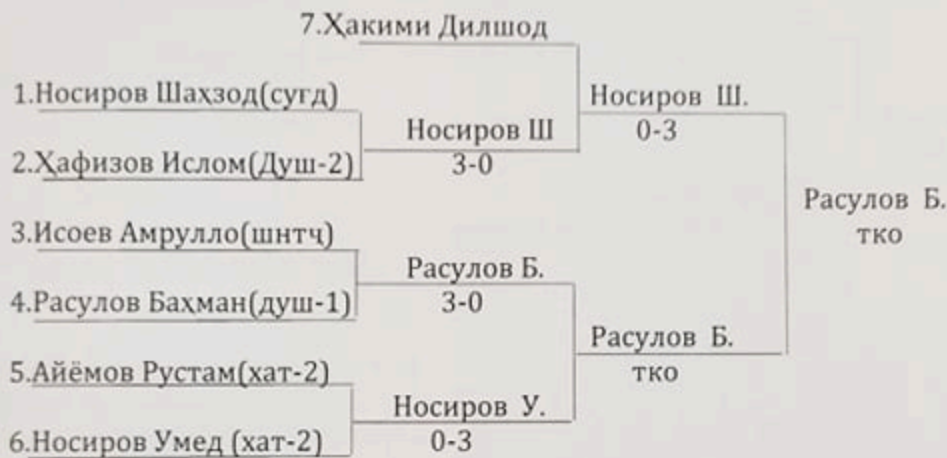 7.Ҳакими Дилшод
1.Носиров Шаҳзод(сугд)
Носиров Ш.
0-3
Носиров Ш
3-0
2.Ҳафизов Ислом(Душ-2)
Расулов Б.
тко
3.Исоев Амрулло(шнтҷ)
Расулов Б.
3-0
4.Расулов Баҳман(душ-1)
Расулов Б.
тко
5.Айёмов Рустам(хат-2)
Носиров У.
0-3
6.Носиров Умед (хат-2)